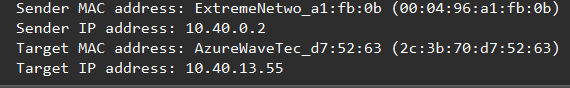 Sender MAC address: ExtremeNetwo_a1:fb:0b (00:04:96:a1:fb:0b)
Sender IP address: 10.40.0.2
Target MAC address: AzureWaveTec_d7:52:63 (2c:3b:70:d7:52:63)
Target IP address: 10.40.13.55